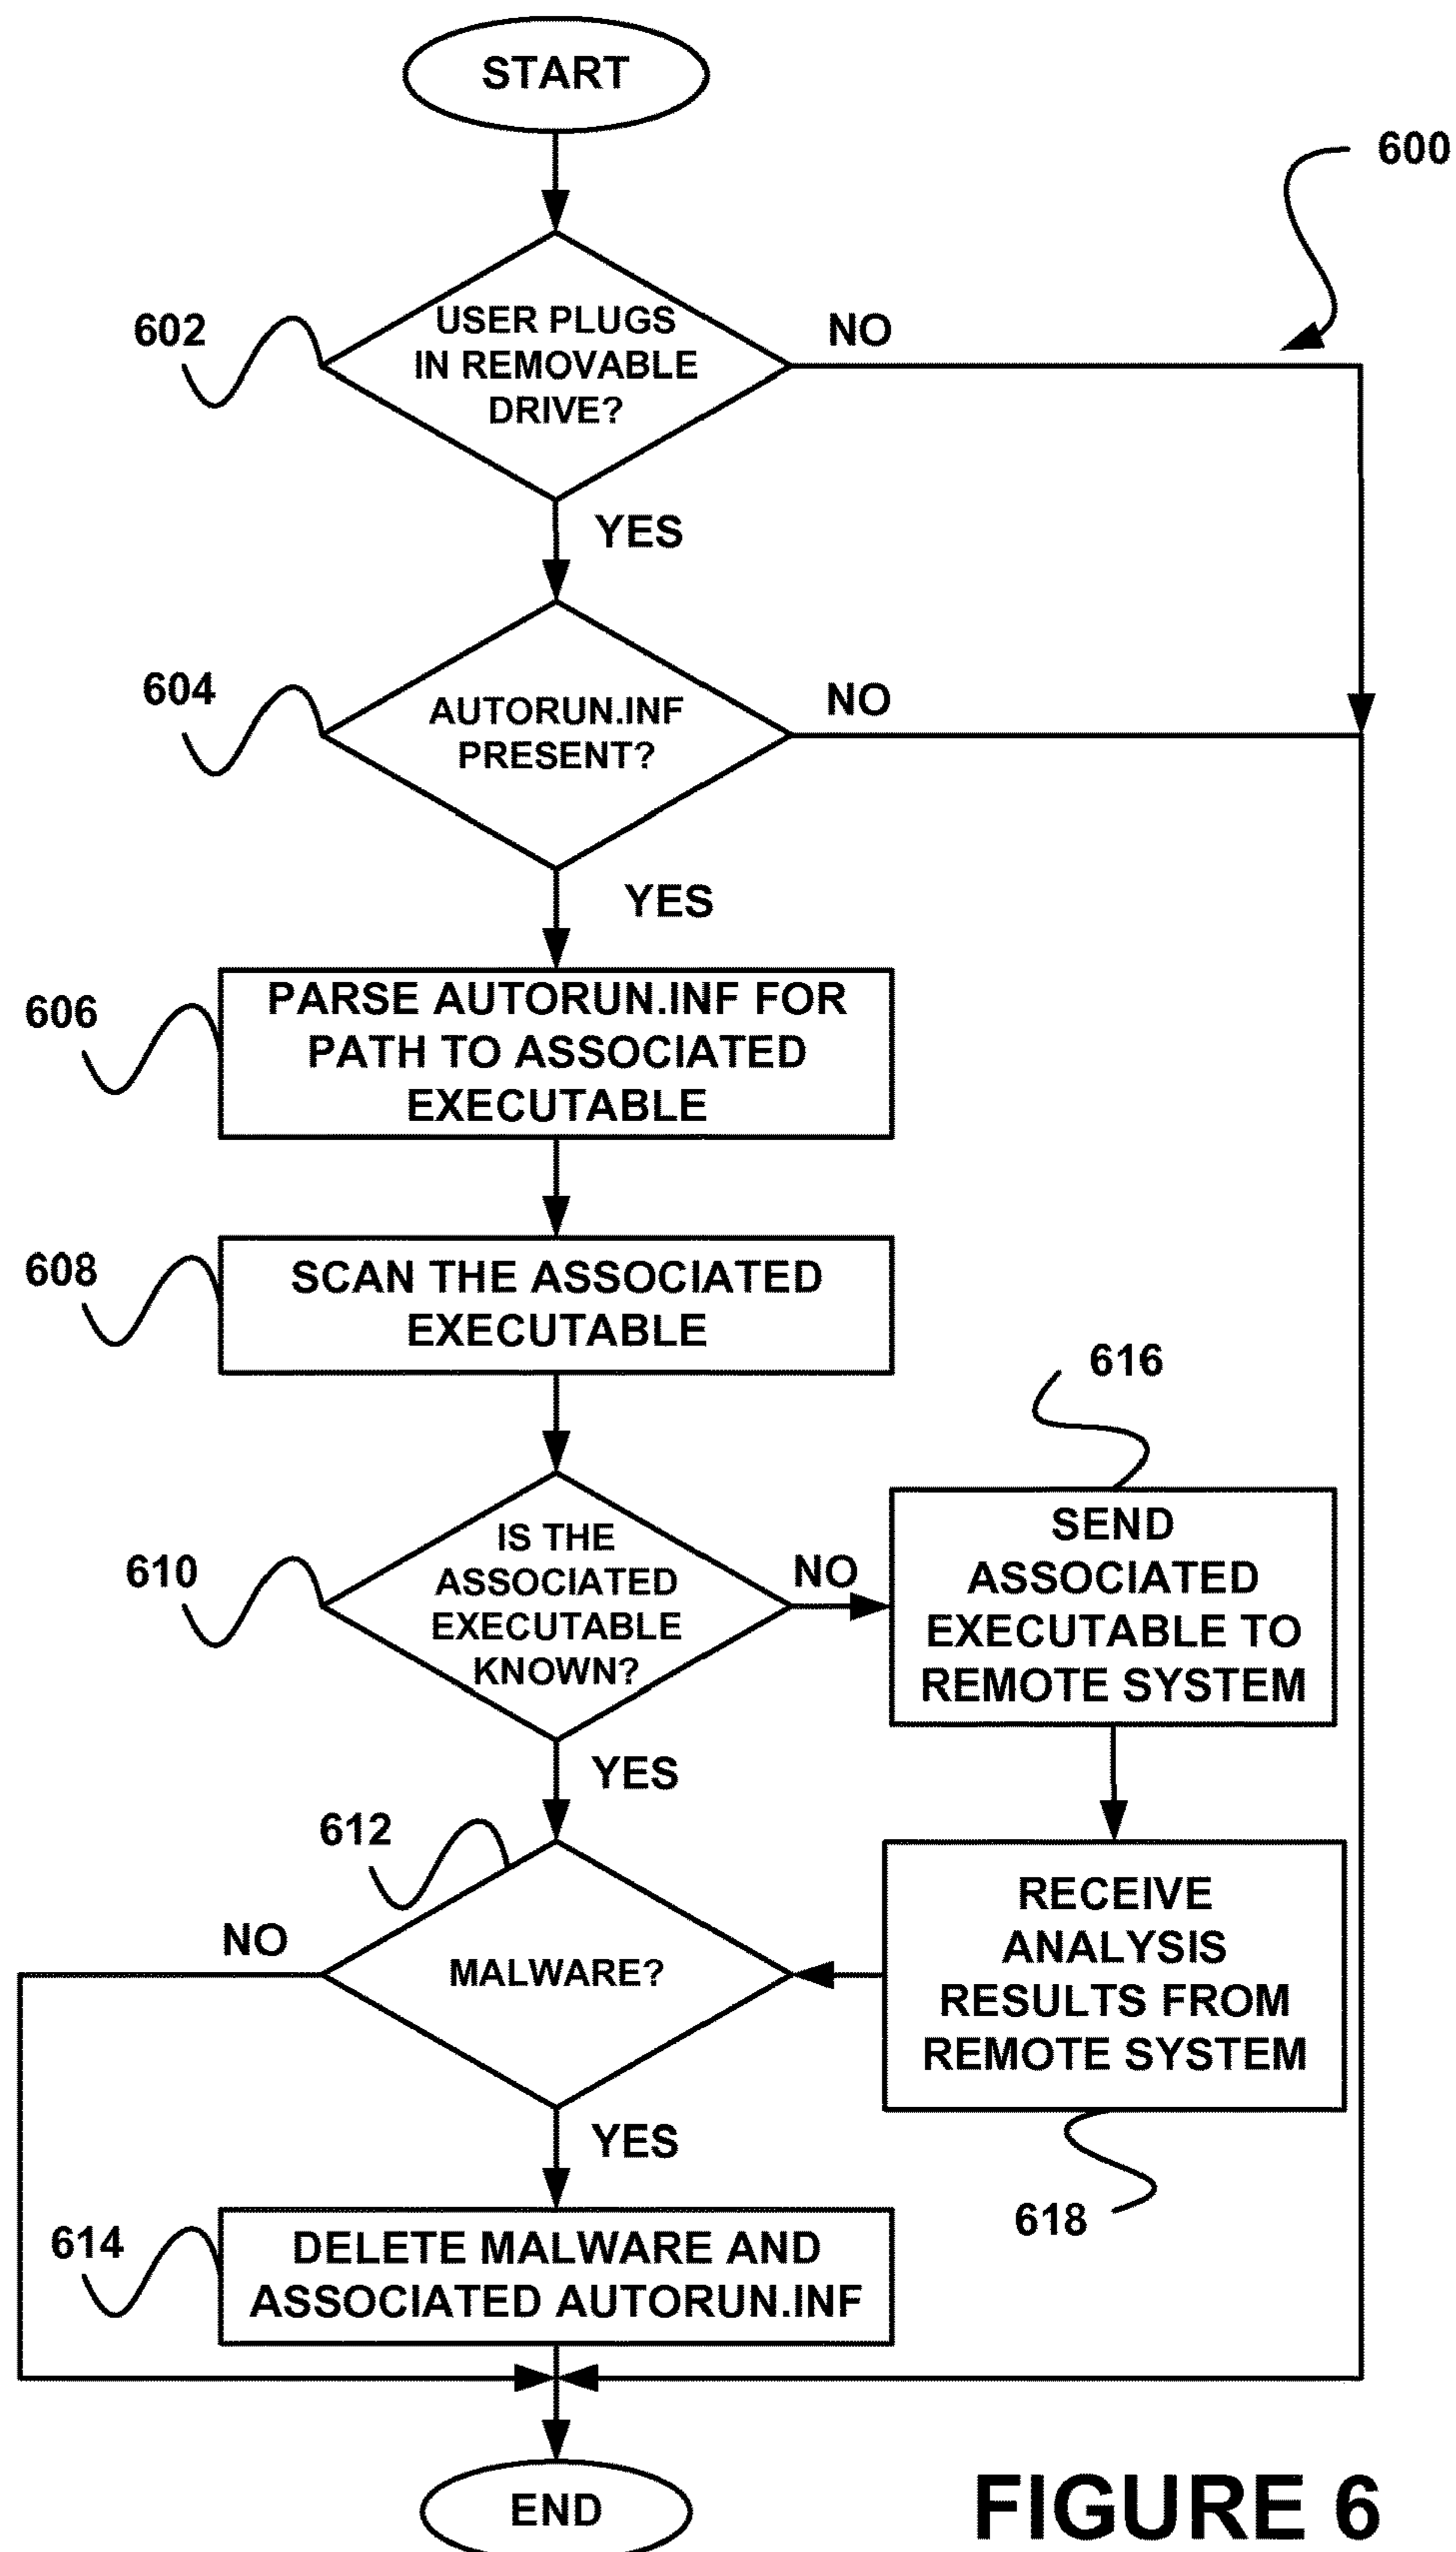 START
600
602
USER PLUGS
IN REMOVABLE
DRIVE?
NO
YES
604
AUTORUN.INF
PRESENT?
NO
YES
606
PARSE AUTORUN.INF FOR
PATH TO ASSOCIATED
EXECUTABLE
608
SCAN THE ASSOCIATED
EXECUTABLE
610
IS THE
ASSOCIATED
EXECUTABLE
KNOWN?
NO
616
SEND
ASSOCIATED
EXECUTABLE TO
REMOTE SYSTEM
YES
612
MALWARE?
NO
RECEIVE
ANALYSIS
RESULTS FROM
REMOTE SYSTEM
618
YES
614
DELETE MALWARE AND
ASSOCIATED AUTORUN.INF
END
FIGURE 6